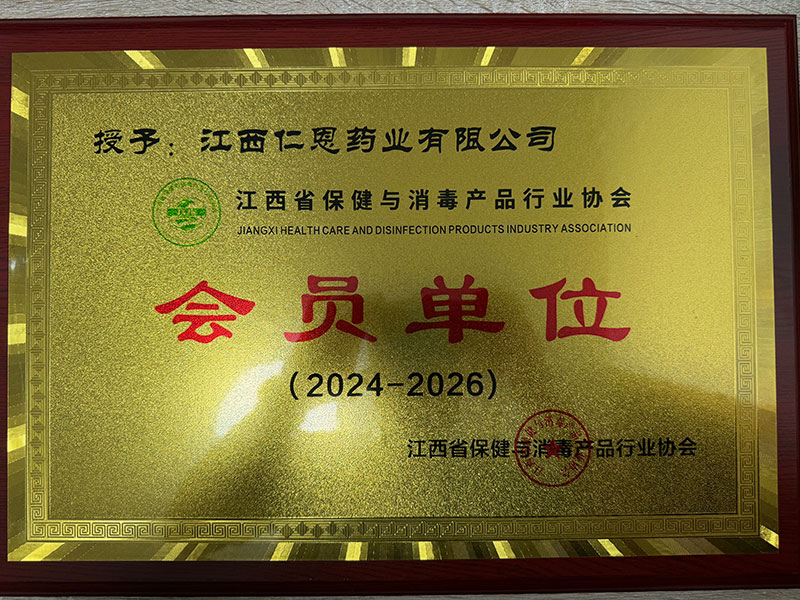 授予：江西仁恩药业有限公司
江西省保健与消毒产品行业协会
JIANGXI HEALTH CARE AND DISINFECTION PRODUCTS INDUSTRY ASSOCIATION
会员单位
（2024-2026）
江西省保健与消毒产品行业协会